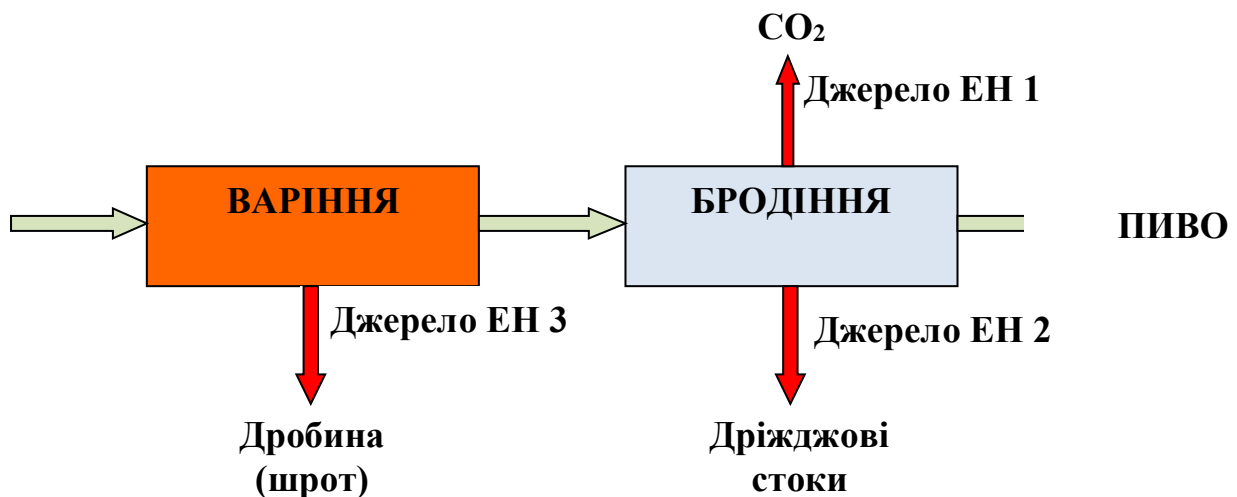 CO₂
Джерело ЕН 1
ВАРІННЯ
БРОДІННЯ
ПИВО
Джерело ЕН 3
Джерело ЕН 2
Дробина
(шрот)
Дріжджові
стоки